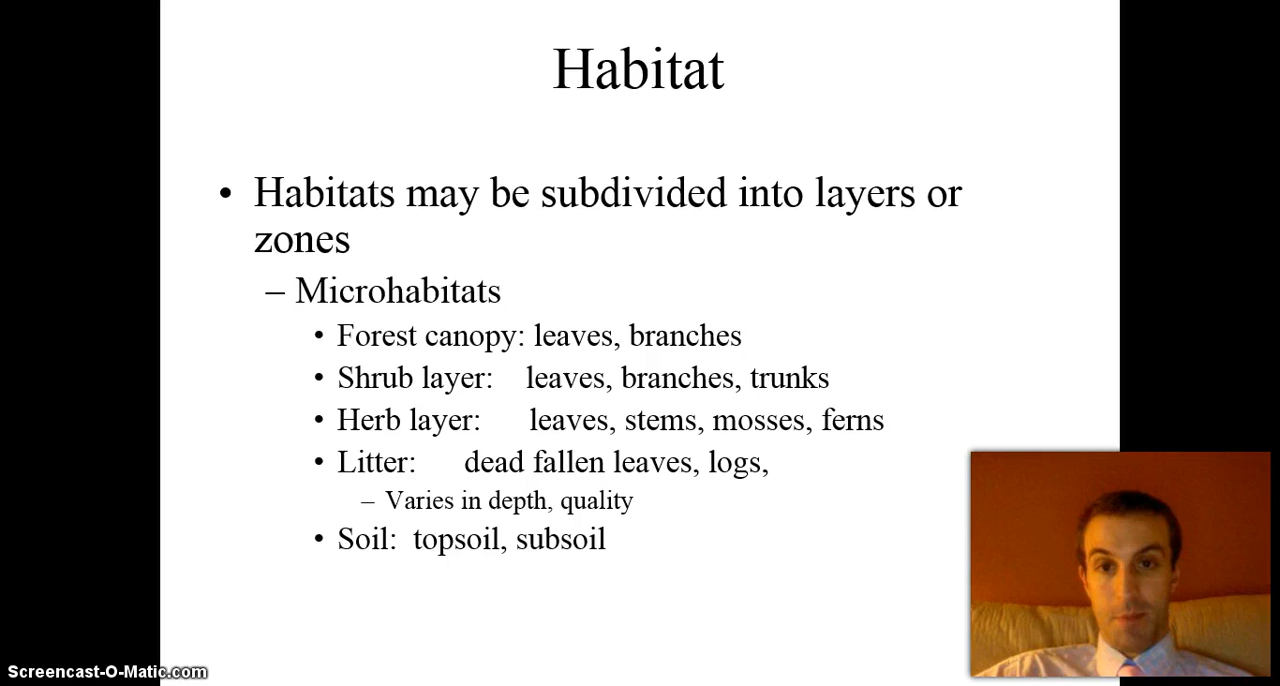 Habitat
• Habitats may be subdivided into layers or
zones
– Microhabitats
• Forest canopy: leaves, branches
• Shrub layer: leaves, branches, trunks
• Herb layer: leaves, stems, mosses, ferns
• Litter: dead fallen leaves, logs,
– Varies in depth, quality
• Soil: topsoil, subsoil
Screencast-O-Matic.com